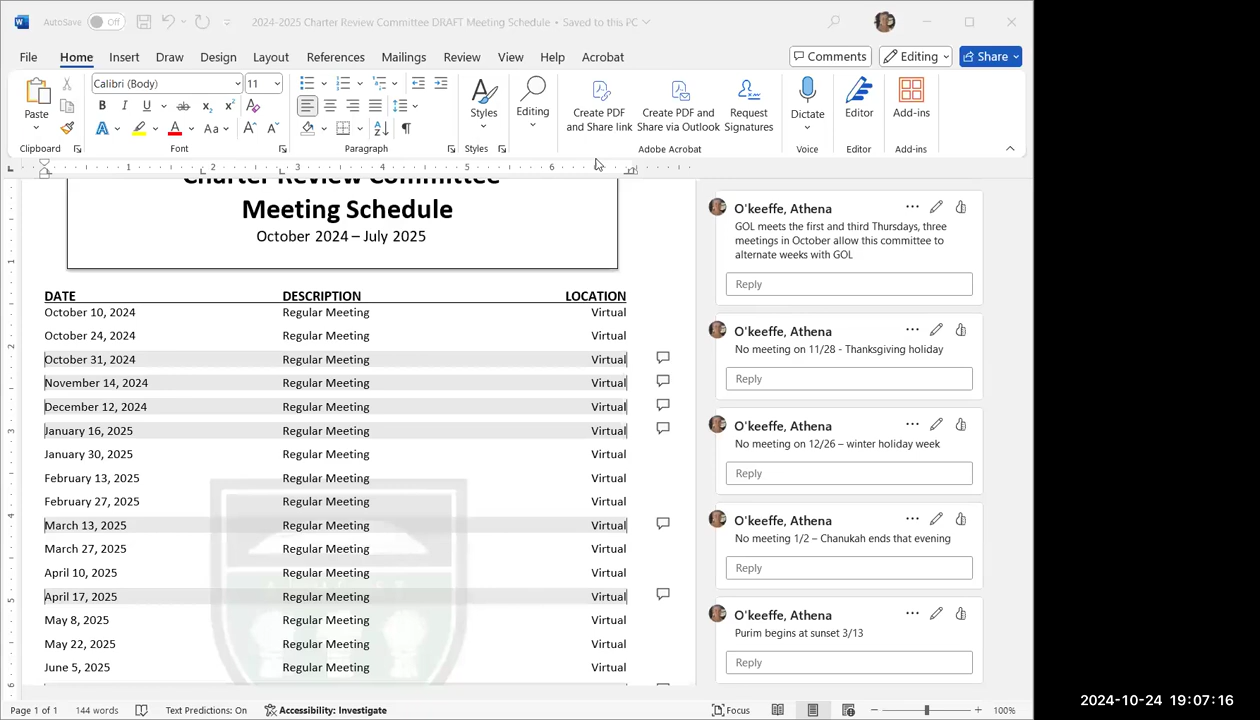 AutoSave Off 2024-2025 Charter Review Committee DRAFT Meeting Schedule • Saved to this PC
File Home Insert Draw Design Layout References Mailings Review View Help Acrobat Comments Editing Share
Calibri (Body) 11
Paste Styles Editing Create PDF and Share link Create PDF and Share via Outlook Request Signatures Dictate Editor Add-ins
Clipboard Font Paragraph Styles Adobe Acrobat Voice Editor Add-ins
1 2 3 4 5 6
Charter Review Committee
Meeting Schedule
October 2024 – July 2025
DATE DESCRIPTION LOCATION
October 10, 2024 Regular Meeting Virtual
October 24, 2024 Regular Meeting Virtual
October 31, 2024 Regular Meeting Virtual
November 14, 2024 Regular Meeting Virtual
December 12, 2024 Regular Meeting Virtual
January 16, 2025 Regular Meeting Virtual
January 30, 2025 Regular Meeting Virtual
February 13, 2025 Regular Meeting Virtual
February 27, 2025 Regular Meeting Virtual
March 13, 2025 Regular Meeting Virtual
March 27, 2025 Regular Meeting Virtual
April 10, 2025 Regular Meeting Virtual
April 17, 2025 Regular Meeting Virtual
May 8, 2025 Regular Meeting Virtual
May 22, 2025 Regular Meeting Virtual
June 5, 2025 Regular Meeting Virtual
O'keeffe, Athena
GOL meets the first and third Thursdays, three
meetings in October allow this committee to
alternate weeks with GOL
Reply
O'keeffe, Athena
No meeting on 11/28 - Thanksgiving holiday
Reply
O'keeffe, Athena
No meeting on 12/26 – winter holiday week
Reply
O'keeffe, Athena
No meeting 1/2 – Chanukah ends that evening
Reply
O'keeffe, Athena
Purim begins at sunset 3/13
Reply
Page 1 of 1 144 words Text Predictions: On Accessibility: Investigate Focus 100%
2024-10-24 19:07:16